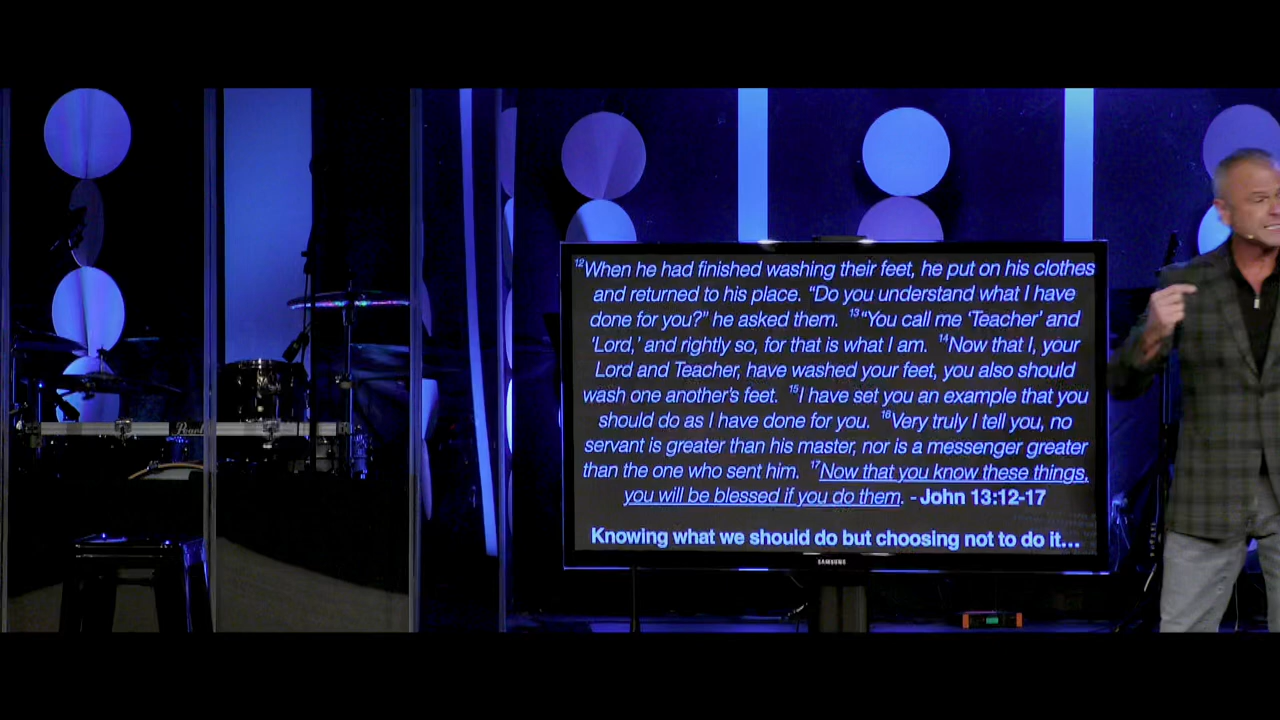 Pearl
¹²When he had finished washing their feet, he put on his clothes
and returned to his place. “Do you understand what I have
done for you?” he asked them. ¹³“You call me ‘Teacher’ and
‘Lord,’ and rightly so, for that is what I am. ¹⁴Now that I, your
Lord and Teacher, have washed your feet, you also should
wash one another’s feet. ¹⁵I have set you an example that you
should do as I have done for you. ¹⁶Very truly I tell you, no
servant is greater than his master, nor is a messenger greater
than the one who sent him. ¹⁷Now that you know these things,
you will be blessed if you do them. - John 13:12-17
Knowing what we should do but choosing not to do it…
SAMSUNG